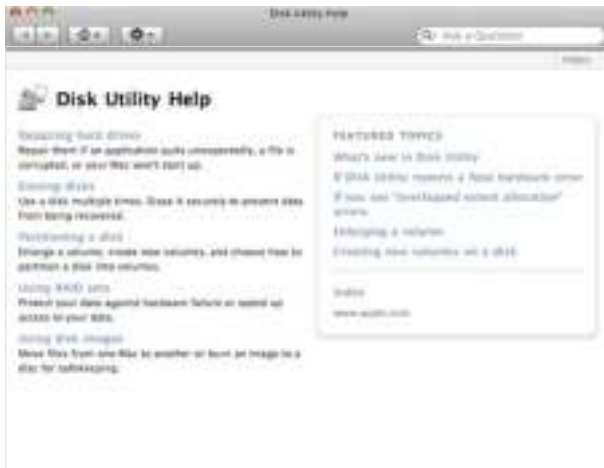 Disk Utility Help
Ask a Question
Index
Disk Utility Help
Repairing hard drives
Repair them if an application quits unexpectedly, a file is
corrupted, or your Mac won't start up.
Erasing disks
Use a disk multiple times. Erase it securely to prevent data
from being recovered.
Partitioning a disk
Enlarge a volume, create new volumes, and choose how to
partition a disk into volumes.
Using RAID sets
Protect your data against hardware failure or speed up
access to your data.
Using disk images
Move files from one Mac to another or burn an image to a
disc for safekeeping.
FEATURED TOPICS
What's new in Disk Utility
If Disk Utility reports a fatal hardware error
If you see "overlapped extent allocation"
errors
Enlarging a volume
Creating new volumes on a disk
Index
www.apple.com